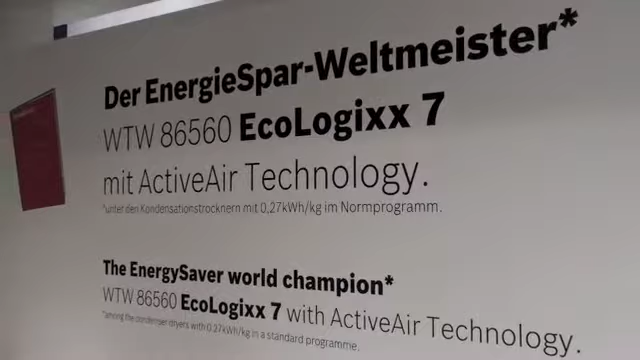 Der EnergieSpar-Weltmeister*
WTW 86560 EcoLogixx 7
mit ActiveAir Technology.
*unter den Kondensationstrocknern mit 0,27kWh/kg im Normprogramm.
The EnergySaver world champion*
WTW 86560 EcoLogixx 7 with ActiveAir Technology.
*among the condenser dryers with 0.27kWh/kg in a standard programme.